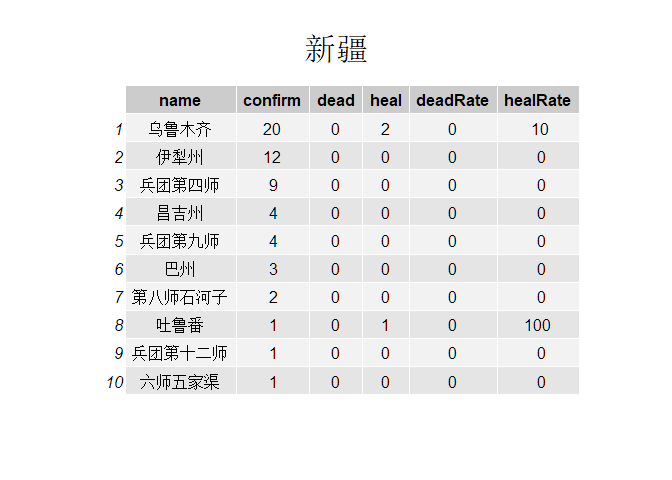 新疆
name confirm dead heal deadRate healRate
1 乌鲁木齐 20 0 2 0 10
2 伊犁州 12 0 0 0 0
3 兵团第四师 9 0 0 0 0
4 昌吉州 4 0 0 0 0
5 兵团第九师 4 0 0 0 0
6 巴州 3 0 0 0 0
7 第八师石河子 2 0 0 0 0
8 吐鲁番 1 0 1 0 100
9 兵团第十二师 1 0 0 0 0
10 六师五家渠 1 0 0 0 0